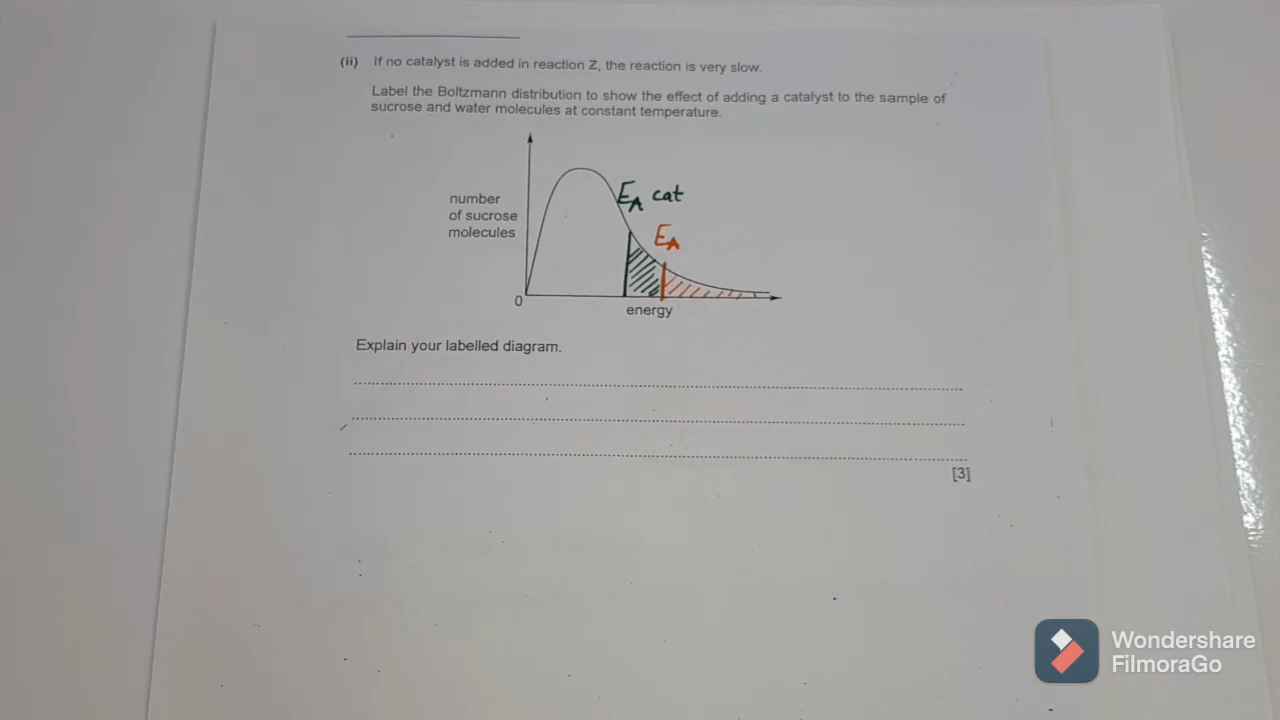 (ii) If no catalyst is added in reaction Z, the reaction is very slow.
Label the Boltzmann distribution to show the effect of adding a catalyst to the sample of
sucrose and water molecules at constant temperature.
number
of sucrose
molecules
EA cat
EA
0
energy
Explain your labelled diagram.
[3]
Wondershare
FilmoraGo